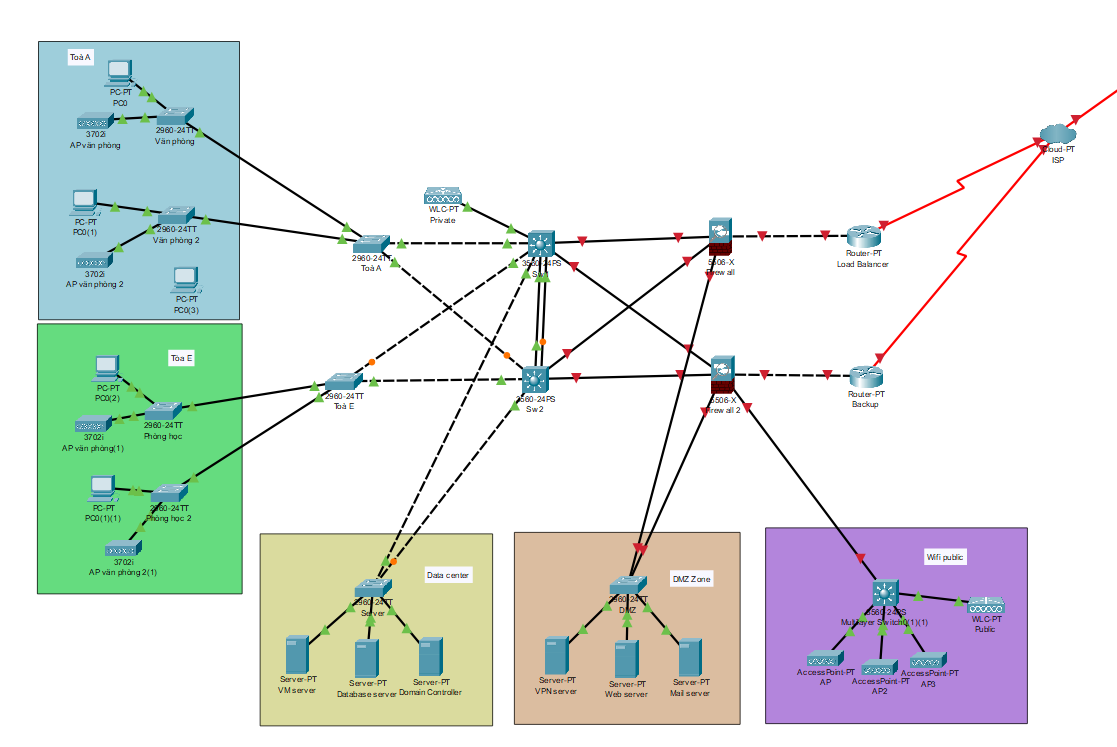 Toà A
PC-PT
PC0
3702i
AP văn phòng
2960-24TT
Văn phòng
PC-PT
PC0(1)
2960-24TT
Văn phòng 2
3702i
AP văn phòng 2
PC-PT
PC0(3)
Tòa E
PC-PT
PC0(2)
3702i
AP văn phòng(1)
2960-24TT
Phòng học
PC-PT
PC0(1)(1)
2960-24TT
Phòng học 2
3702i
AP văn phòng 2(1)
2960-24TT
Toà A
2960-24TT
Toà E
WLC-PT
Private
3560-24PS
3560-24PS
Sw2
5506-X
Firewall
5506-X
Firewall 2
Router-PT
Load Balancer
Router-PT
Backup
Cloud-PT
ISP
Data center
2960-24TT
Server
Server-PT
VM server
Server-PT
Database server
Server-PT
Domain Controller
DMZ Zone
2960-24TT
DMZ
Server-PT
VPN server
Server-PT
Web server
Server-PT
Mail server
Wifi public
3560-24PS
Multilayer Switch0(1)(1)
WLC-PT
Public
AccessPoint-PT
AP
AccessPoint-PT
AP2
AccessPoint-PT
AP3